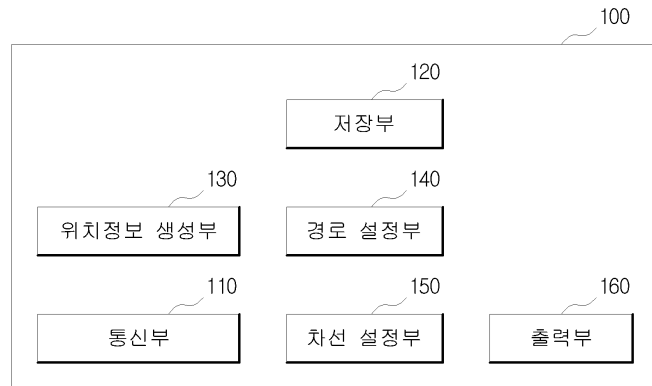 100
120
저장부
130
위치정보 생성부
140
경로 설정부
110
통신부
150
차선 설정부
160
출력부